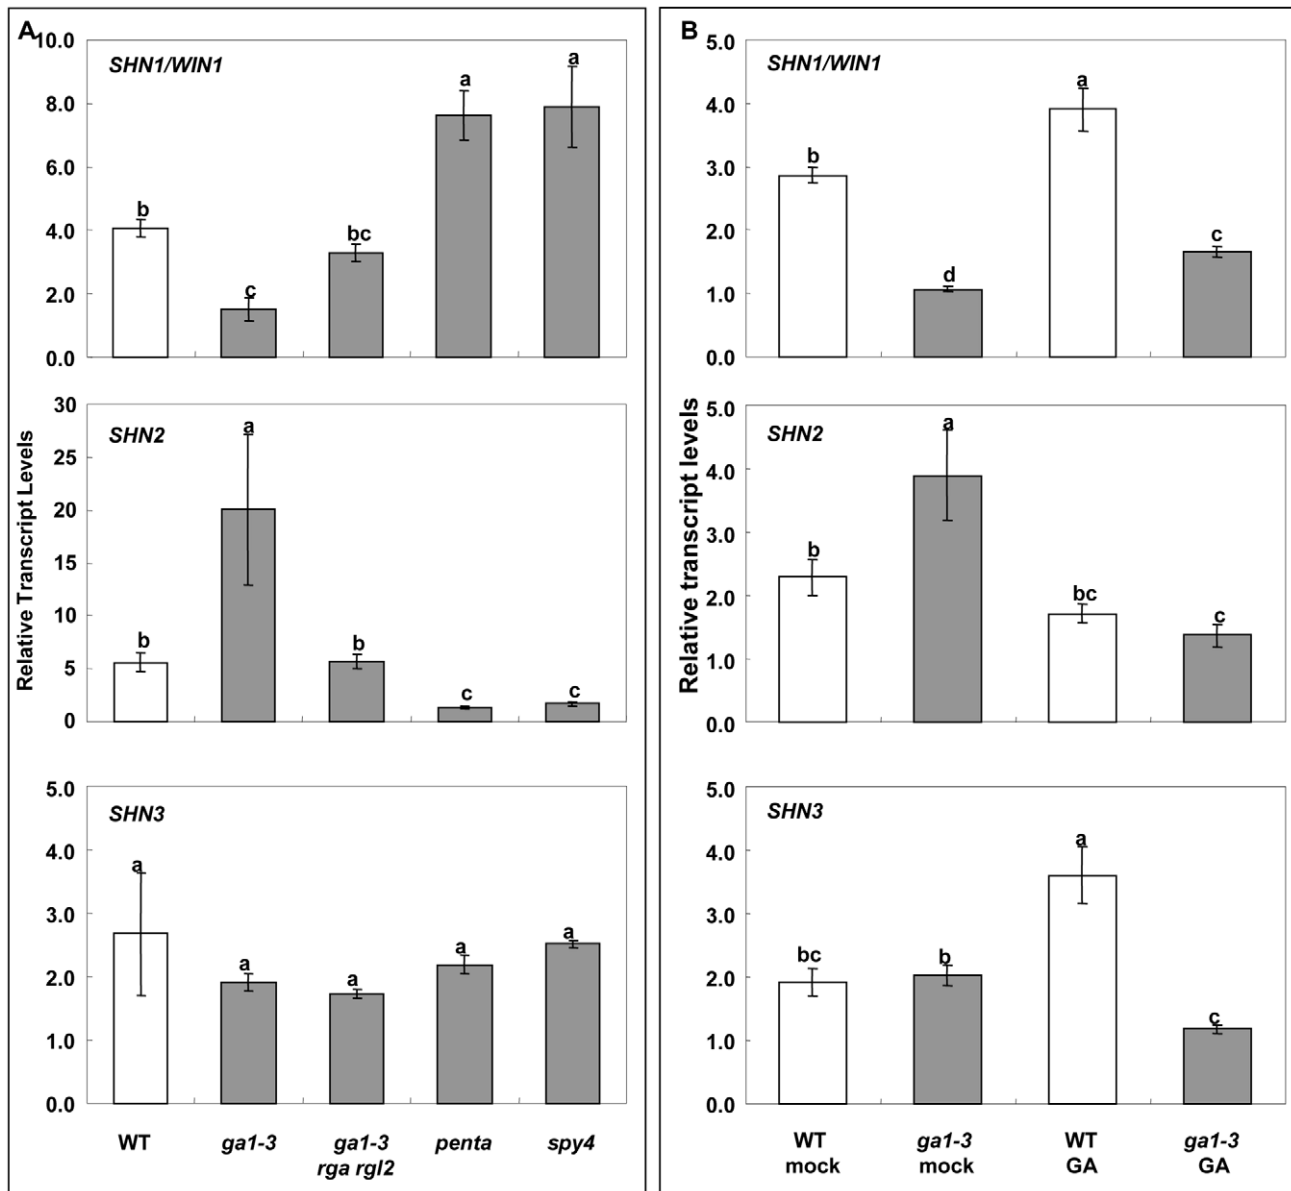 A
Relative Transcript Levels
10.0
8.0
6.0
4.0
2.0
0.0
SHN1/WIN1
b
c
bc
a
a
30
25
20
15
10
5
0
SHN2
b
a
b
c
c
5.0
4.0
3.0
2.0
1.0
0.0
SHN3
a
a
a
a
a
WT
ga1-3
ga1-3
rga rgl2
penta
spy4
B
Relative transcript levels
5.0
4.0
3.0
2.0
1.0
0.0
SHN1/WIN1
b
d
a
c
5.0
4.0
3.0
2.0
1.0
0.0
SHN2
b
a
bc
c
5.0
4.0
3.0
2.0
1.0
0.0
SHN3
bc
b
a
c
WT
mock
ga1-3
mock
WT
GA
ga1-3
GA